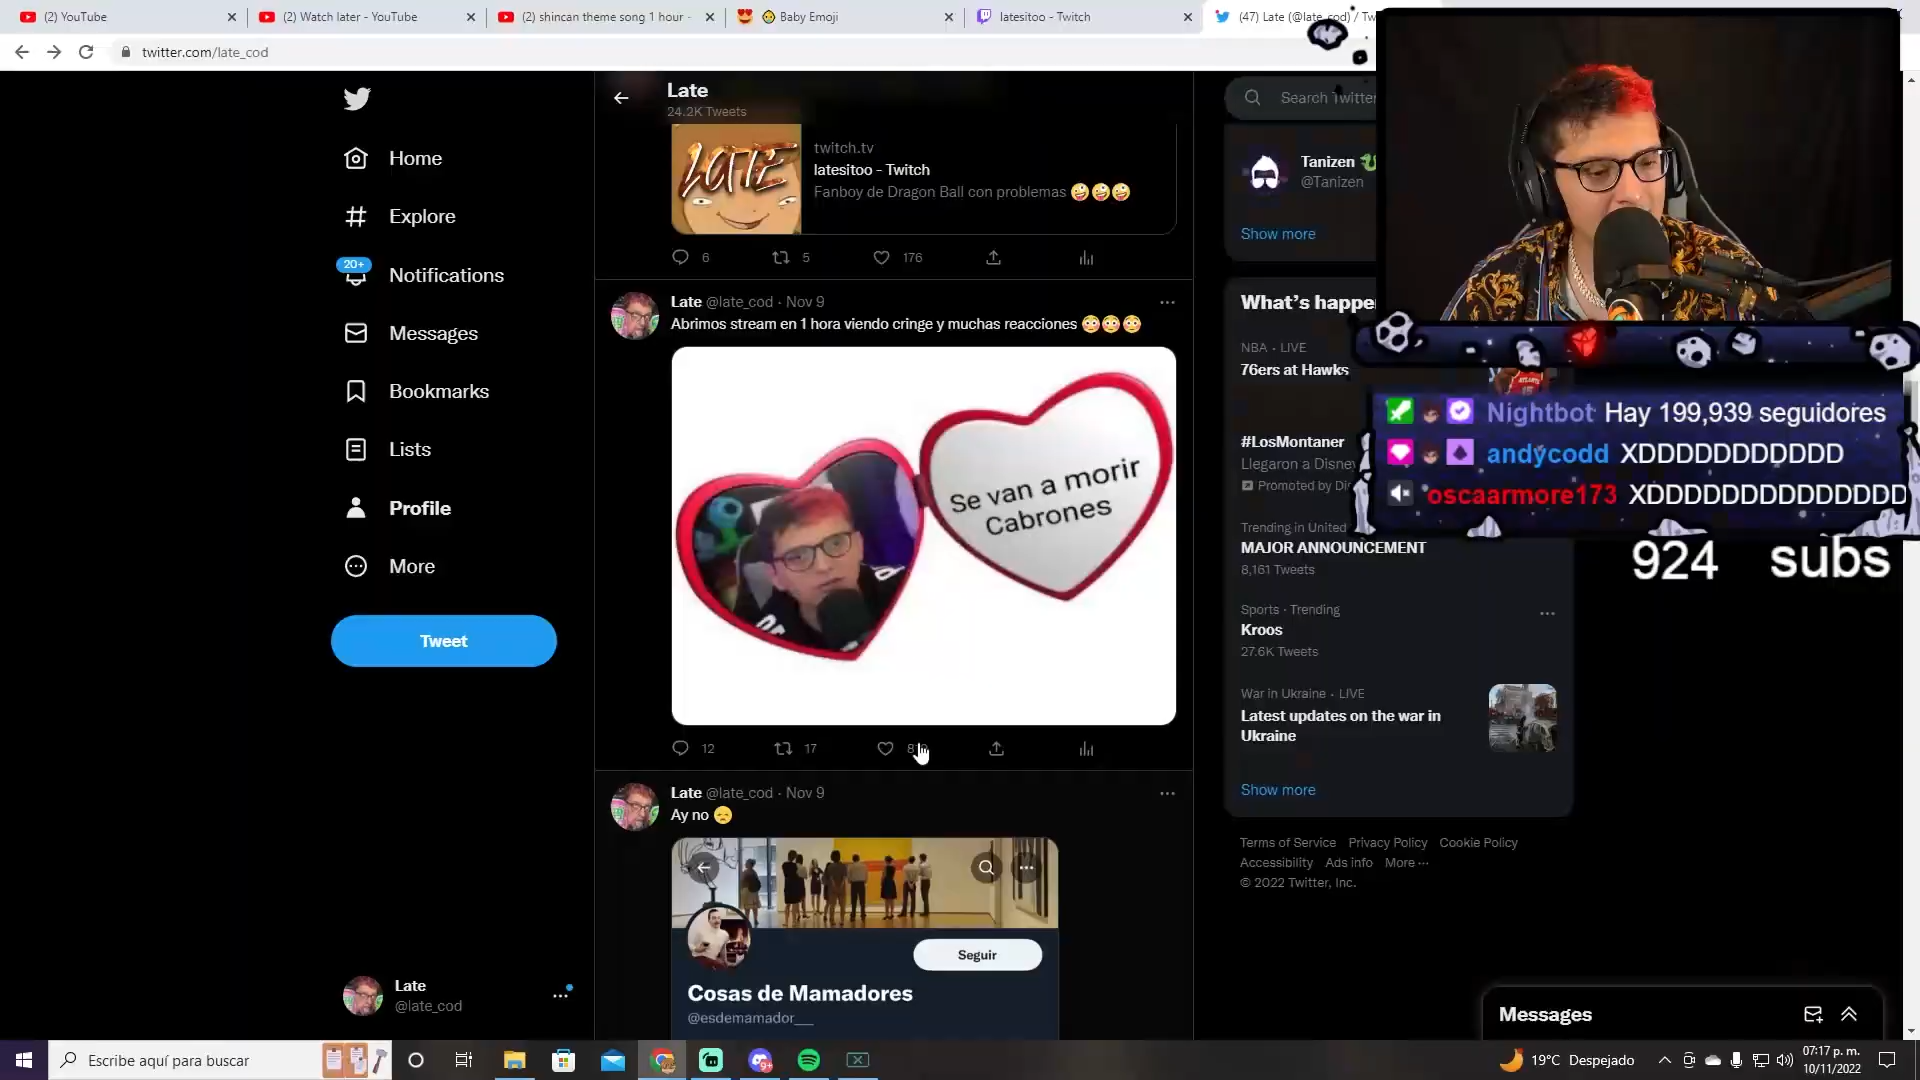 (2) YouTube
(2) Watch later - YouTube
(2) shincan theme song 1 hour -
Baby Emoji
latesitoo - Twitch
(47) Late (@late_cod) / Tw
twitter.com/late_cod
Home
Explore
20+
Notifications
Messages
Bookmarks
Lists
Profile
More
Tweet
Late
@late_cod
Late
24.2K Tweets
LATE
twitch.tv
latesitoo - Twitch
Fanboy de Dragon Ball con problemas 🤪🤪🤪
6
5
176
Late @late_cod · Nov 9
Abrimos stream en 1 hora viendo cringe y muchas reacciones 😳😳😳
Se van a morir
Cabrones
12
17
Late @late_cod · Nov 9
Ay no 😞
Seguir
Cosas de Mamadores
@esdemamador___
Search Twitter
Tanizen
@Tanizen
Show more
What's happe
NBA · LIVE
76ers at Hawks
#LosMontaner
Llegaron a Disney
Promoted by Di
Trending in United
MAJOR ANNOUNCEMENT
8,161 Tweets
Sports · Trending
Kroos
27.6K Tweets
War in Ukraine · LIVE
Latest updates on the war in
Ukraine
Show more
Terms of Service Privacy Policy Cookie Policy
Accessibility Ads info More ···
© 2022 Twitter, Inc.
Nightbot Hay 199,939 seguidores
andycodd XDDDDDDDDDDD
oscaarmore173 XDDDDDDDDDDDDDD
924 subs
Messages
Escribe aquí para buscar
19°C Despejado
07:17 p. m.
10/11/2022